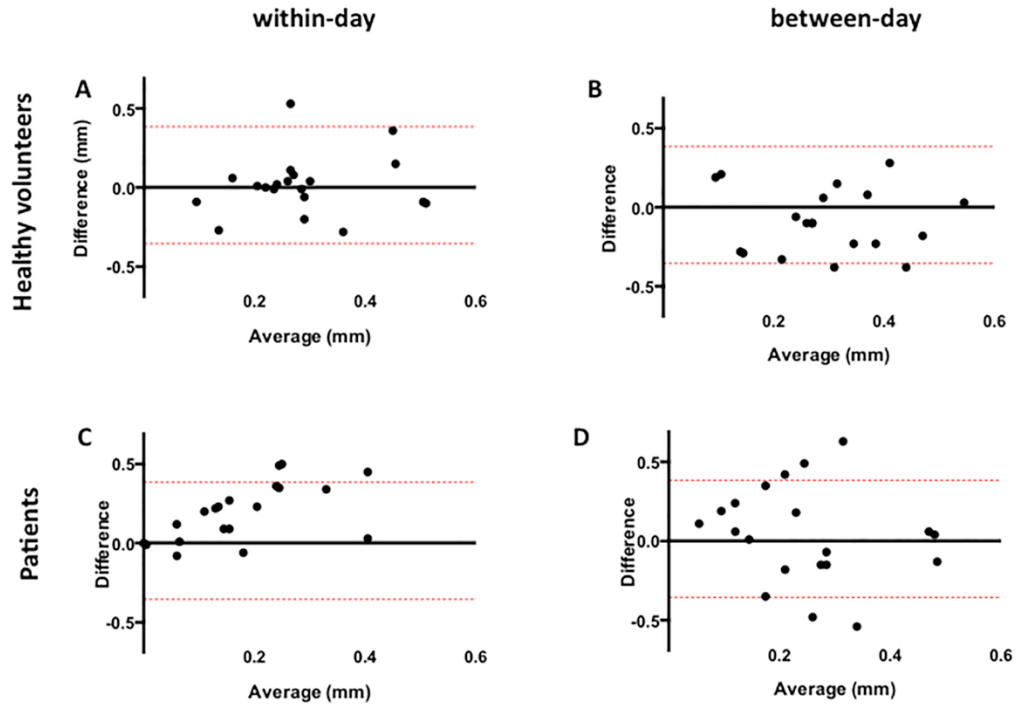 within-day
between-day
Healthy volunteers
A
Difference (mm)
0.5
0.0
-0.5
0.2
0.4
0.6
Average (mm)
B
Difference
0.5
0.0
-0.5
0.2
0.4
0.6
Average (mm)
Patients
C
Difference
0.5
0.0
-0.5
0.2
0.4
0.6
Average (mm)
D
Difference
0.5
0.0
-0.5
0.2
0.4
0.6
Average (mm)